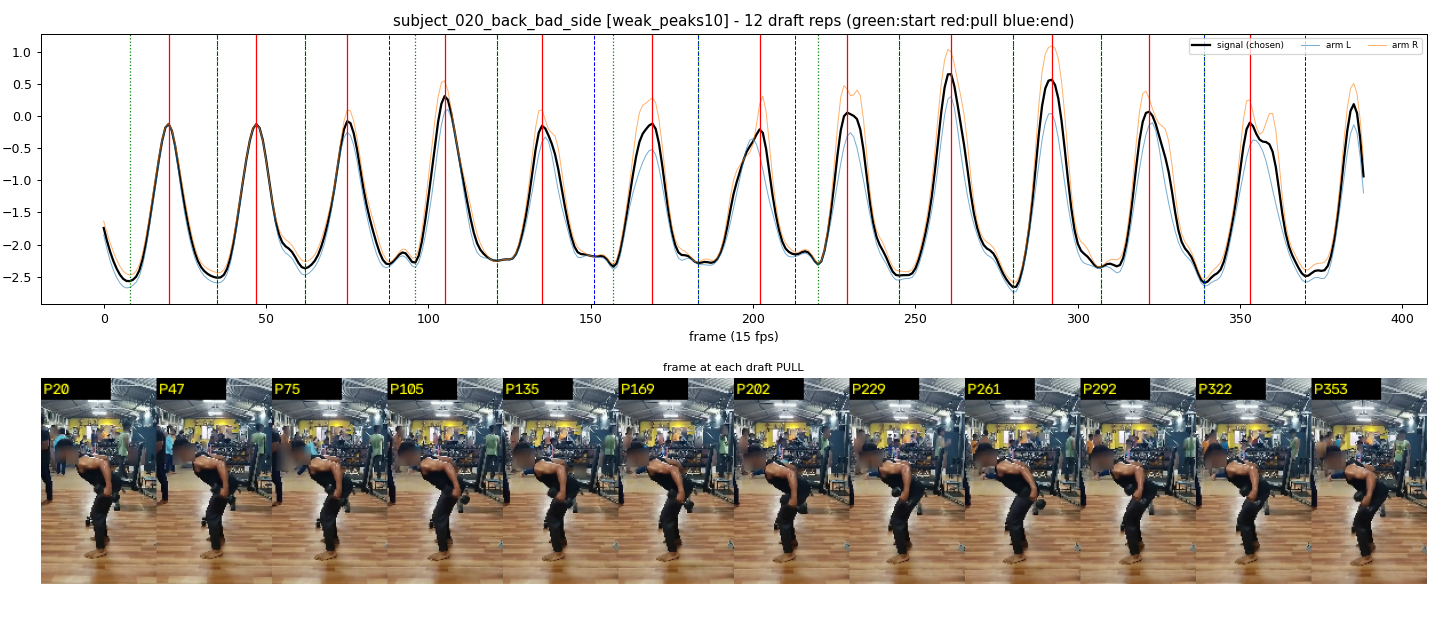 subject_020_back_bad_side [weak_peaks10] - 12 draft reps (green:start red:pull blue:end)
signal (chosen) arm L arm R
1.0
0.5
0.0
−0.5
−1.0
−1.5
−2.0
−2.5
0 50 100 150 200 250 300 350 400
frame (15 fps)
frame at each draft PULL
P20 P47 P75 P105 P135 P169 P202 P229 P261 P292 P322 P353